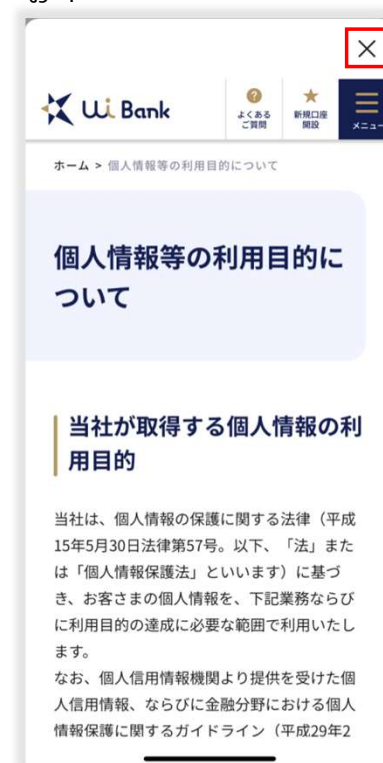 UI Bank
よくある
ご質問
新規口座
開設
メニュー
ホーム > 個人情報等の利用目的について
個人情報等の利用目的に
ついて
当社が取得する個人情報の利
用目的
当社は、個人情報の保護に関する法律（平成
15年5月30日法律第57号。以下、「法」また
は「個人情報保護法」といいます）に基づ
き、お客さまの個人情報を、下記業務ならび
に利用目的の達成に必要な範囲で利用いたし
ます。
なお、個人信用情報機関より提供を受けた個
人信用情報、ならびに金融分野における個人
情報保護に関するガイドライン（平成29年2